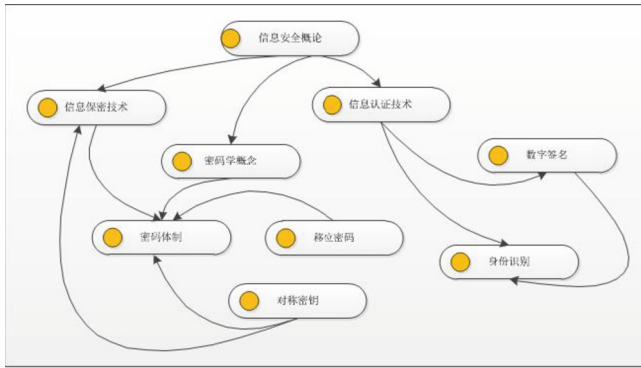 信息安全概论
信息保密技术
信息认证技术
密码学概念
数字签名
密码体制
移位密码
身份识别
对称密钥